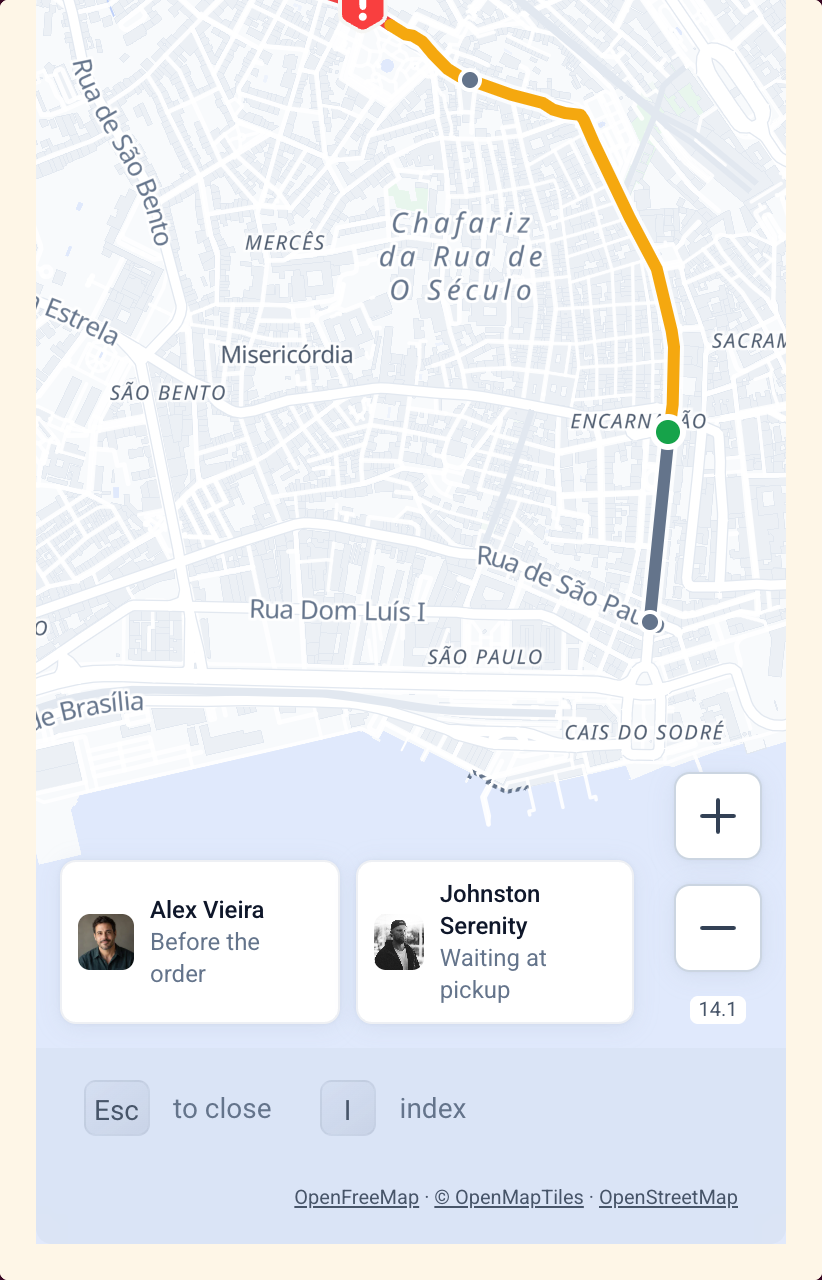 Rua de São Bento
MERCÊS
Chafariz
da Rua de
O Século
Estrela
Misericórdia
SÃO BENTO
Rua de São
Rua Dom Luís I
SÃO PAULO
de Brasília
CAIS DO SODRÉ
Alex Vieira
Before the
order
Johnston
Serenity
Waiting at
pickup
14.1
Esc to close I index
OpenFreeMap · © OpenMapTiles · OpenStreetMap